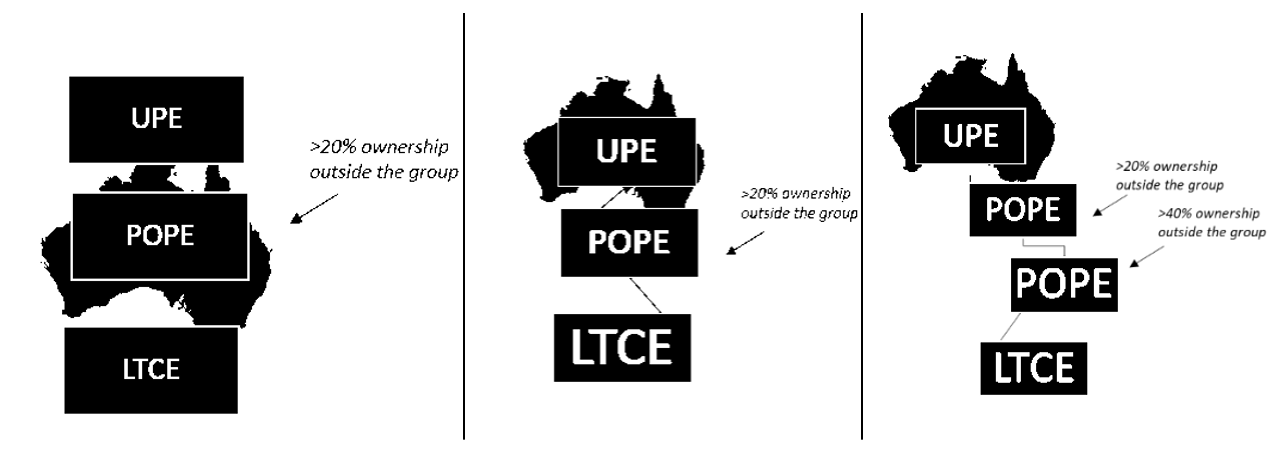 UPE
>20% ownership
outside the group
POPE
LTCE
UPE
>20% ownership
outside the group
POPE
LTCE
UPE
>20% ownership
outside the group
POPE
>40% ownership
outside the group
POPE
LTCE